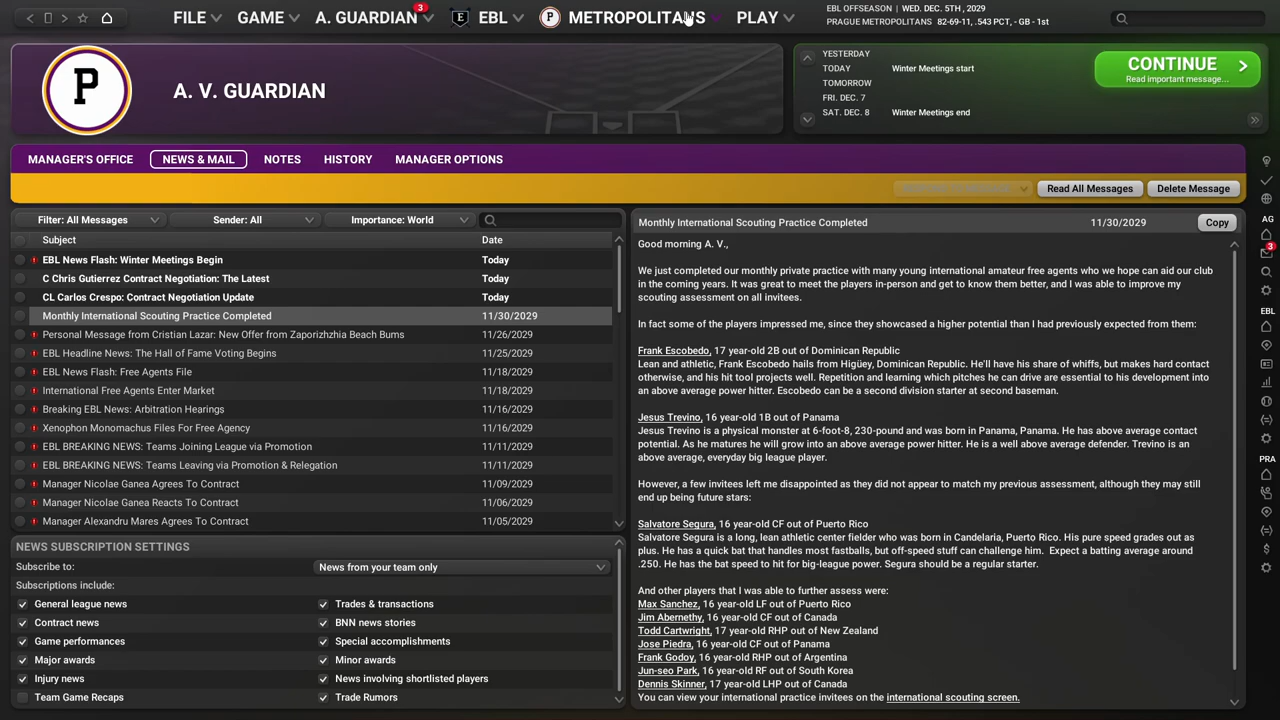 FILE
GAME
A. GUARDIAN
3
EBL
METROPOLITANS
PLAY
EBL OFFSEASON | WED. DEC. 5TH , 2029
PRAGUE METROPOLITANS 82-69-11, .543 PCT, - GB - 1st
P
A. V. GUARDIAN
YESTERDAY
TODAY Winter Meetings start
TOMORROW
FRI. DEC. 7
SAT. DEC. 8 Winter Meetings end
CONTINUE
Read important message...
MANAGER'S OFFICE
NEWS & MAIL
NOTES
HISTORY
MANAGER OPTIONS
Read All Messages
Delete Message
Filter: All Messages
Sender: All
Importance: World
Subject Date
EBL News Flash: Winter Meetings Begin Today
C Chris Gutierrez Contract Negotiation: The Latest Today
CL Carlos Crespo: Contract Negotiation Update Today
Monthly International Scouting Practice Completed 11/30/2029
Personal Message from Cristian Lazar: New Offer from Zaporizhzhia Beach Bums 11/26/2029
EBL Headline News: The Hall of Fame Voting Begins 11/25/2029
EBL News Flash: Free Agents File 11/18/2029
International Free Agents Enter Market 11/18/2029
Breaking EBL News: Arbitration Hearings 11/16/2029
Xenophon Monomachus Files For Free Agency 11/16/2029
EBL BREAKING NEWS: Teams Joining League via Promotion 11/11/2029
EBL BREAKING NEWS: Teams Leaving via Promotion & Relegation 11/11/2029
Manager Nicolae Ganea Agrees To Contract 11/09/2029
Manager Nicolae Ganea Reacts To Contract 11/06/2029
Manager Alexandru Mares Agrees To Contract 11/05/2029
NEWS SUBSCRIPTION SETTINGS
Subscribe to: News from your team only
Subscriptions include:
General league news Trades & transactions
Contract news BNN news stories
Game performances Special accomplishments
Major awards Minor awards
Injury news News involving shortlisted players
Team Game Recaps Trade Rumors
Monthly International Scouting Practice Completed 11/30/2029 Copy
Good morning A. V.,
We just completed our monthly private practice with many young international amateur free agents who we hope can aid our club
in the coming years. It was great to meet the players in-person and get to know them better, and I was able to improve my
scouting assessment on all invitees.
In fact some of the players impressed me, since they showcased a higher potential than I had previously expected from them:
Frank Escobedo, 17 year-old 2B out of Dominican Republic
Lean and athletic, Frank Escobedo hails from Higüey, Dominican Republic. He'll have his share of whiffs, but makes hard contact
otherwise, and his hit tool projects well. Repetition and learning which pitches he can drive are essential to his development into
an above average power hitter. Escobedo can be a second division starter at second baseman.
Jesus Trevino, 16 year-old 1B out of Panama
Jesus Trevino is a physical monster at 6-foot-8, 230-pound and was born in Panama, Panama. He has above average contact
potential. As he matures he will grow into an above average power hitter. He is a well above average defender. Trevino is an
above average, everyday big league player.
However, a few invitees left me disappointed as they did not appear to match my previous assessment, although they may still
end up being future stars:
Salvatore Segura, 16 year-old CF out of Puerto Rico
Salvatore Segura is a long, lean athletic center fielder who was born in Candelaria, Puerto Rico. His pure speed grades out as
plus. He has a quick bat that handles most fastballs, but off-speed stuff can challenge him. Expect a batting average around
.250. He has the bat speed to hit for big-league power. Segura should be a regular starter.
And other players that I was able to further assess were:
Max Sanchez, 16 year-old LF out of Puerto Rico
Jim Abernethy, 16 year-old CF out of Canada
Todd Cartwright, 17 year-old RHP out of New Zealand
Jose Piedra, 16 year-old CF out of Panama
Frank Godoy, 16 year-old RHP out of Argentina
Jun-seo Park, 16 year-old RF out of South Korea
Dennis Skinner, 17 year-old LHP out of Canada
You can view your international practice invitees on the international scouting screen.
AG
3
EBL
PRA